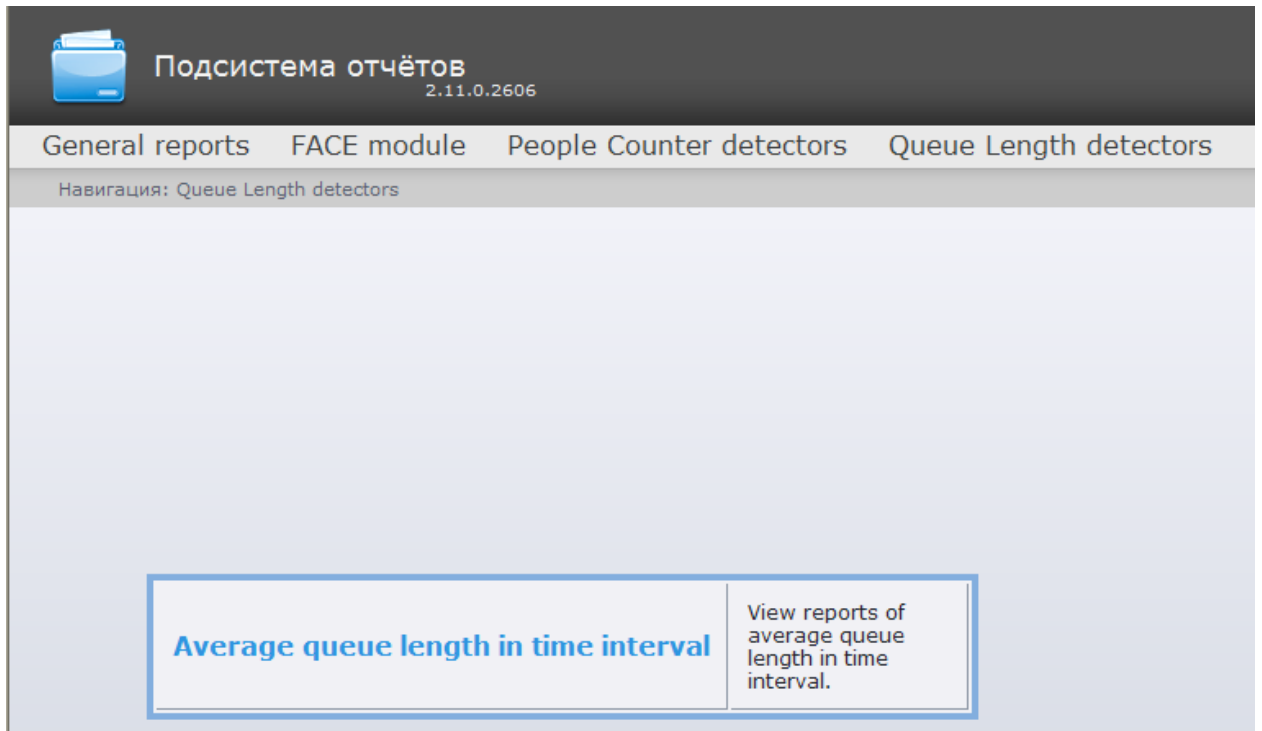 Подсистема отчётов
2.11.0.2606
General reports FACE module People Counter detectors Queue Length detectors
Навигация: Queue Length detectors
Average queue length in time interval
View reports of
average queue
length in time
interval.